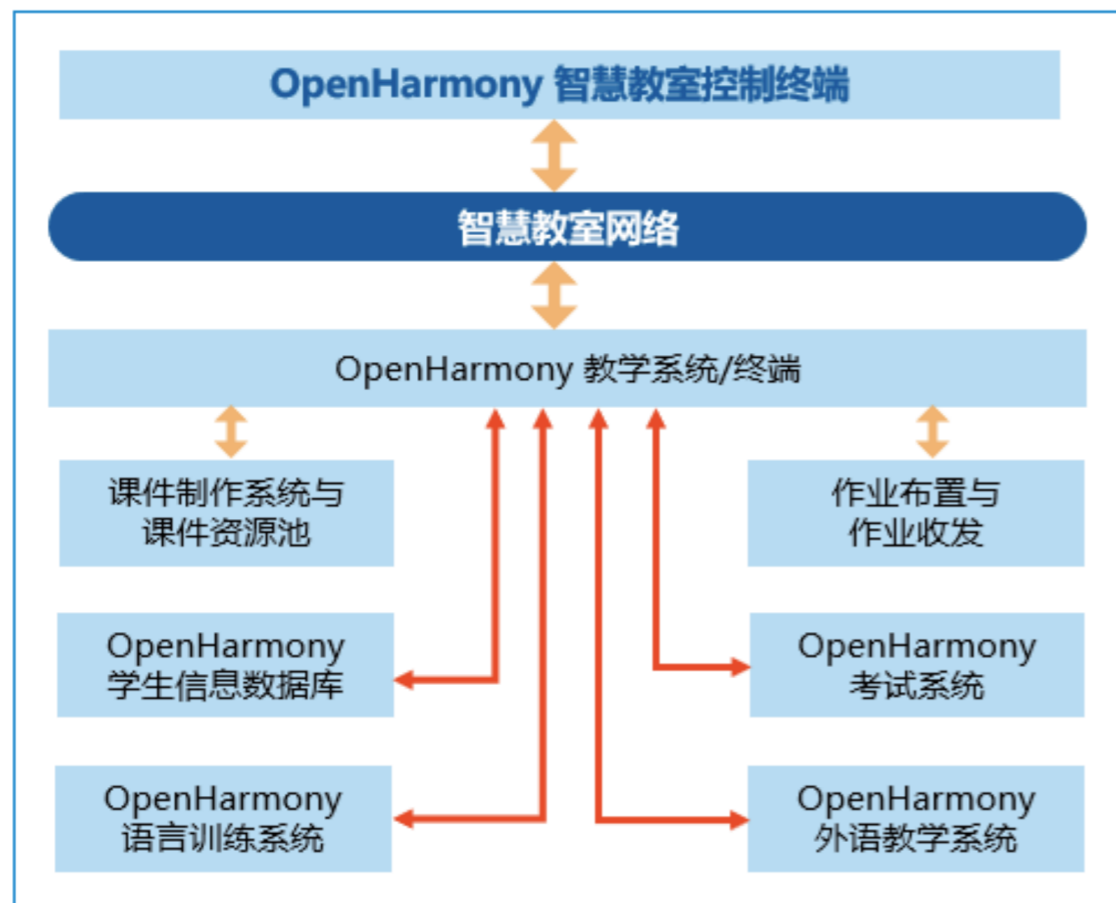 OpenHarmony 智慧教室控制终端
智慧教室网络
OpenHarmony 教学系统/终端
课件制作系统与
课件资源池
作业布置与
作业收发
OpenHarmony
学生信息数据库
OpenHarmony
考试系统
OpenHarmony
语言训练系统
OpenHarmony
外语教学系统